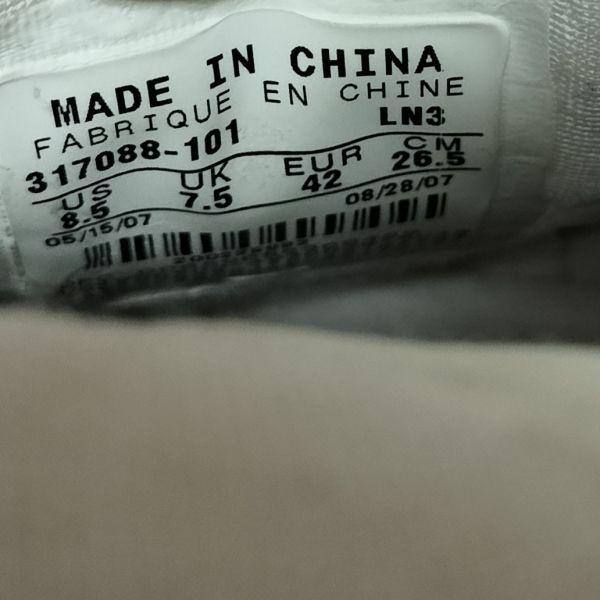 MADE IN CHINA
FABRIQUE EN CHINE
317088-101 LN3
US UK EUR CM
8.5 7.5 42 26.5
05/15/07 08/28/07